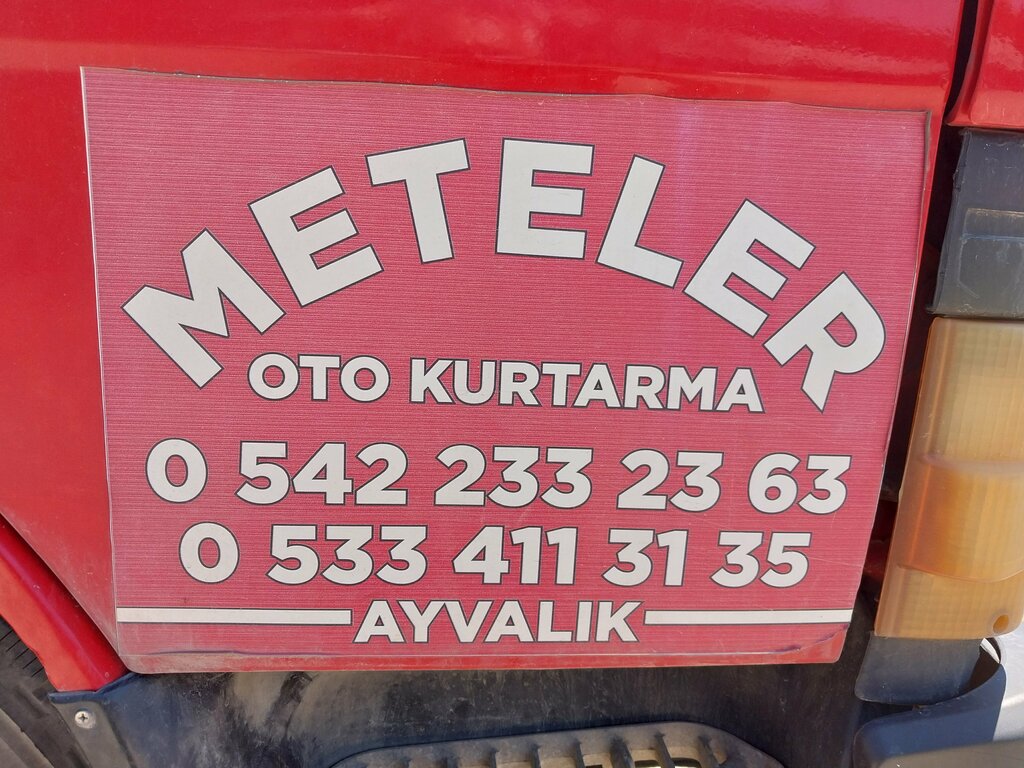 METELER
OTO KURTARMA
0 542 233 23 63
0 533 411 31 35
AYVALIK